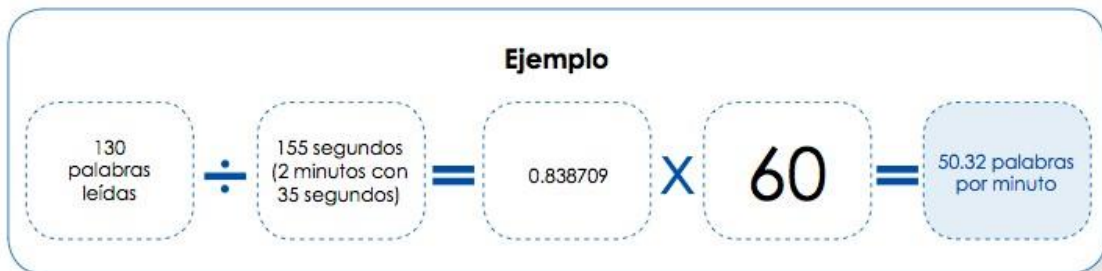 Ejemplo
130
palabras
leídas
÷
155 segundos
(2 minutos con
35 segundos)
=
0.838709
X
60
=
50.32 palabras
por minuto